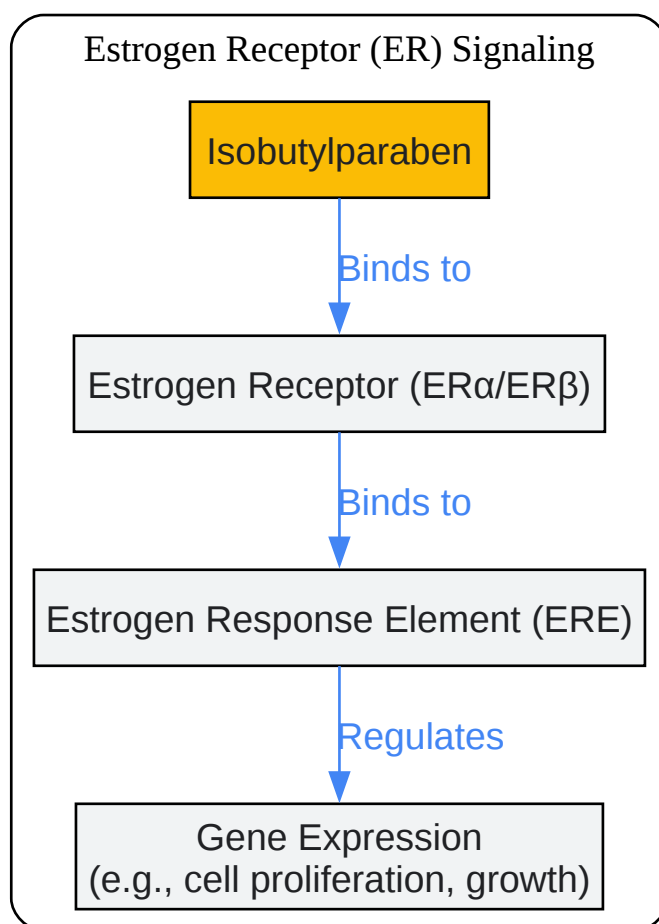 Estrogen Receptor (ER) Signaling
Isobutylparaben
Binds to
Estrogen Receptor (ERα/ERβ)
Binds to
Estrogen Response Element (ERE)
Regulates
Gene Expression
(e.g., cell proliferation, growth)